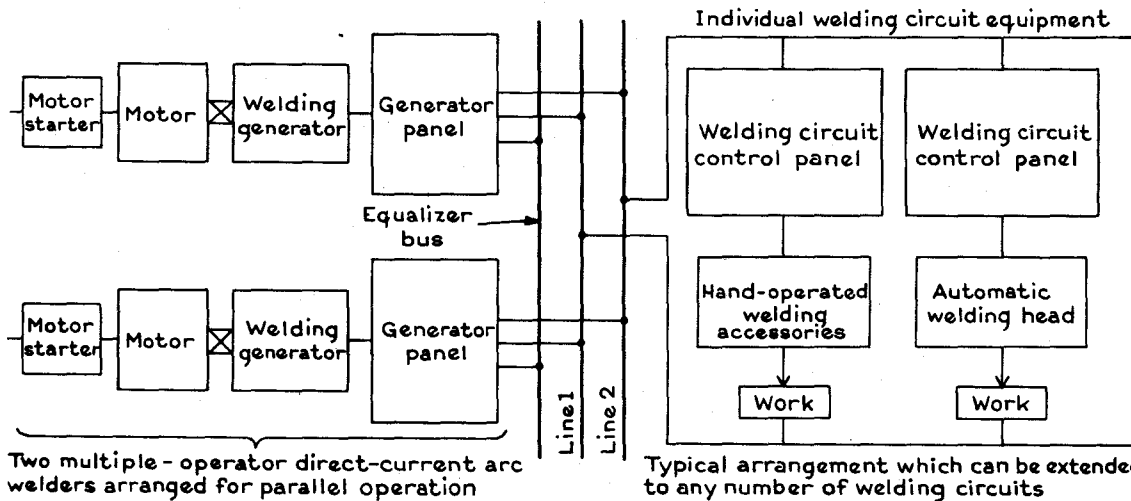 Individual welding circuit equipment
Motor
starter
Motor
Welding
generator
Generator
panel
Welding circuit
control panel
Welding circuit
control panel
Equalizer
bus
Hand-operated
welding
accessories
Automatic
welding head
Motor
starter
Motor
Welding
generator
Generator
panel
Line 1
Line 2
Work
Work
Two multiple-operator direct-current arc
welders arranged for parallel operation
Typical arrangement which can be extended
to any number of welding circuits